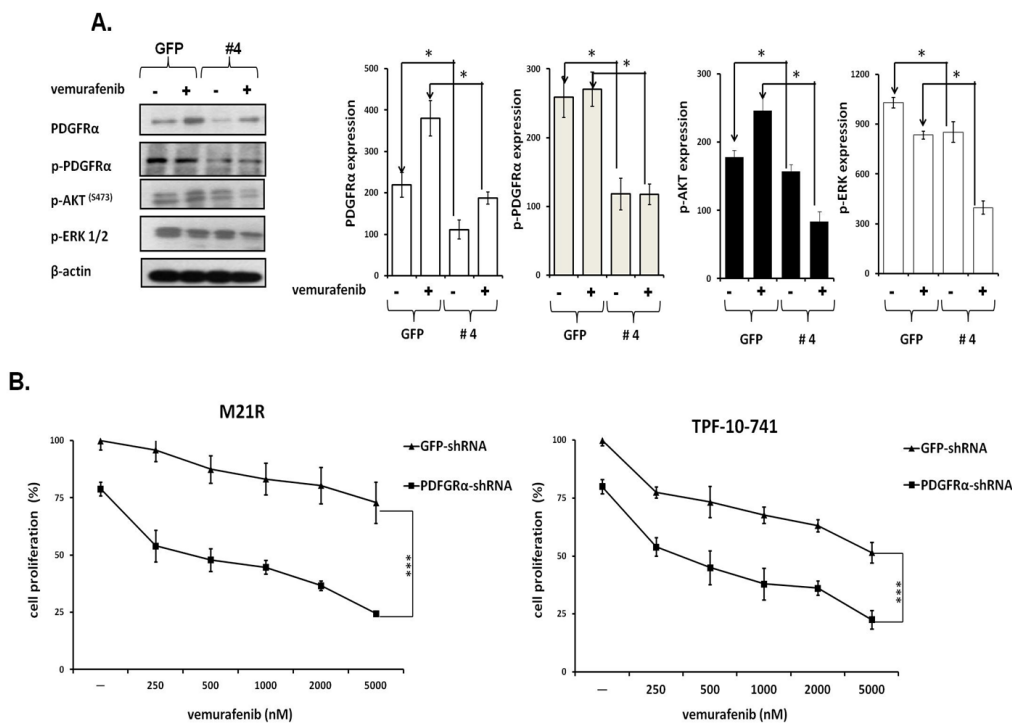 A.
GFP #4
vemurafenib - + - +
PDGFRα
p-PDGFRα
p-AKT (S473)
p-ERK 1/2
β-actin
* *
PDGFRα expression
500
400
300
200
100
0
vemurafenib - + - +
GFP # 4
* *
p-PDGFRα expression
300
200
100
0
- + - +
GFP # 4
* *
p-AKT expression
300
200
100
0
- + - +
GFP # 4
* *
p-ERK expression
1200
900
600
300
0
- + - +
GFP # 4
B.
M21R
cell proliferation (%)
100
75
50
25
0
GFP-shRNA
PDFGRα-shRNA
***
— 250 500 1000 2000 5000
vemurafenib (nM)
TPF-10-741
cell proliferation (%)
100
75
50
25
0
GFP-shRNA
PDGFRα-shRNA
***
— 250 500 1000 2000 5000
vemurafenib (nM)